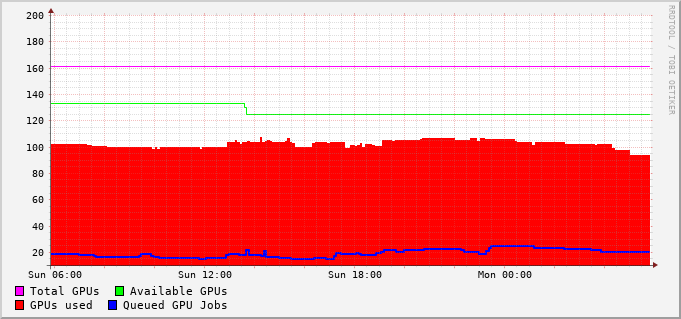 200
180
160
140
120
100
80
60
40
20
Sun 06:00 Sun 12:00 Sun 18:00 Mon 00:00
Total GPUs Available GPUs
GPUs used Queued GPU Jobs
RRDTOOL / TOBI OETIKER